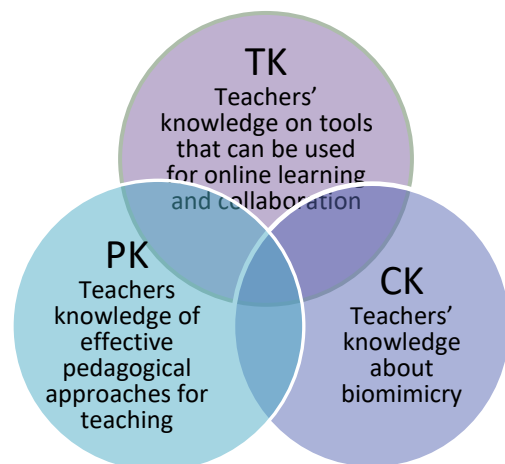 TK
Teachers’
knowledge on tools
that can be used
for online learning
and collaboration
PK
Teachers
knowledge of
effective
pedagogical
approaches for
teaching
CK
Teachers’
knowledge
about
biomimicry